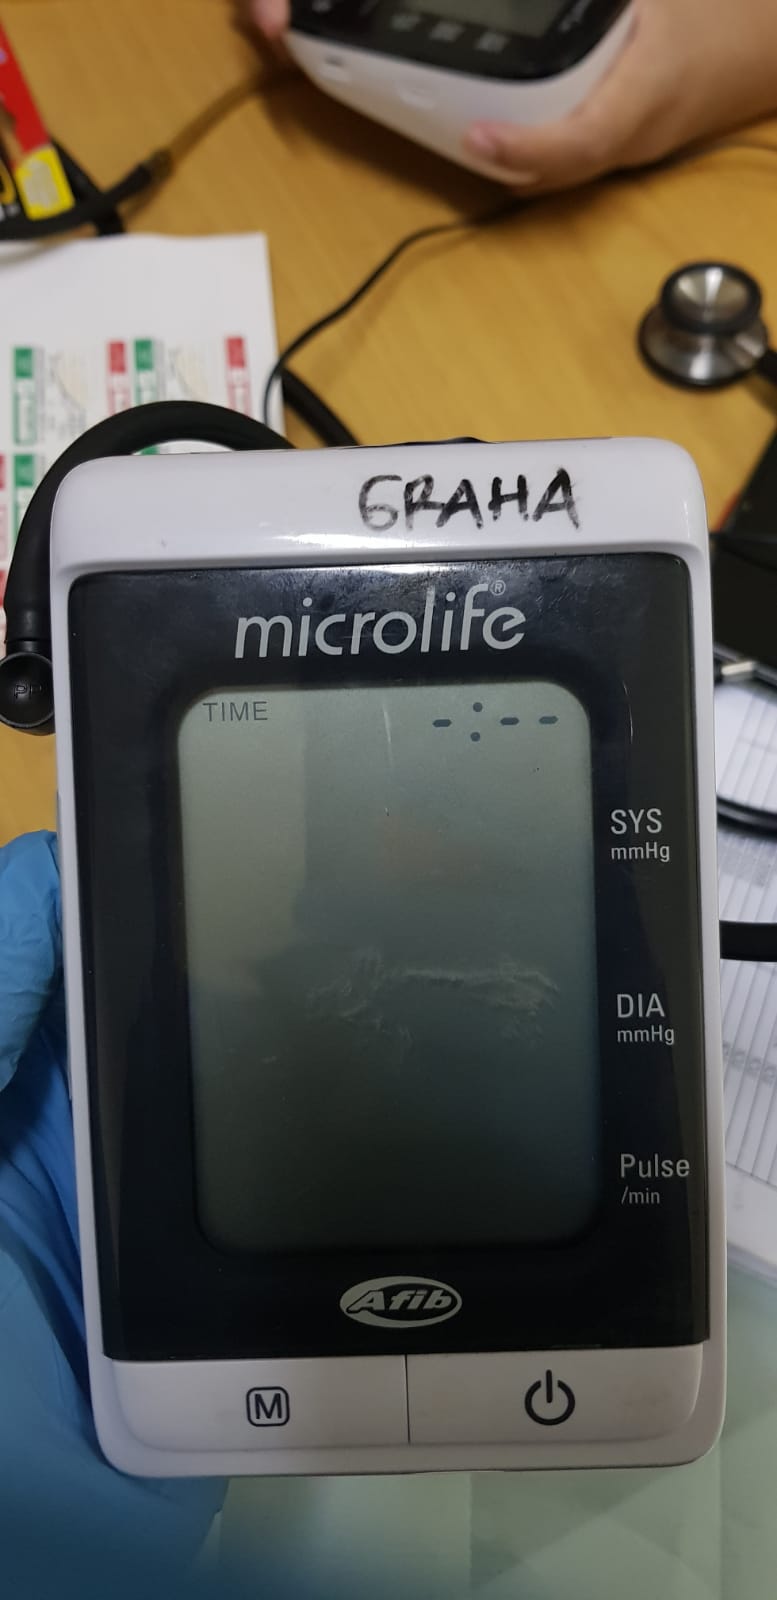 GRAHA
microlife®
TIME -:--
SYS
mmHg
DIA
mmHg
Pulse
/min
Afib
M